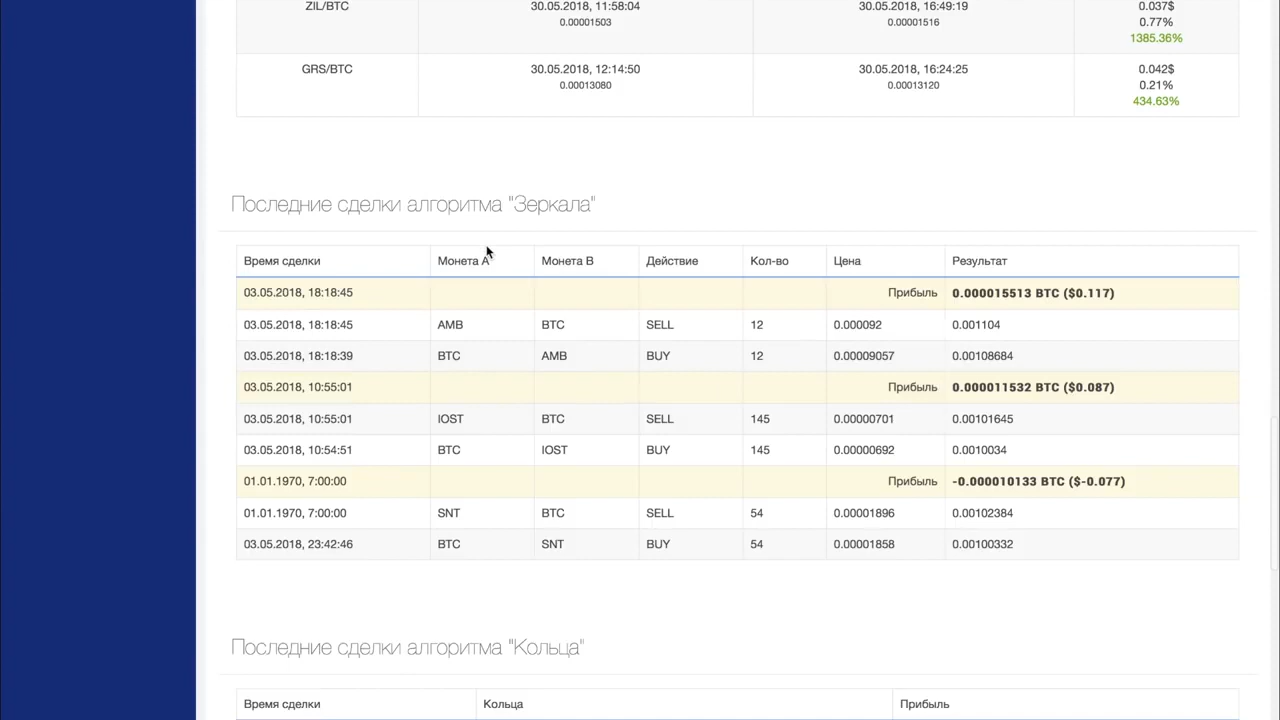 ZIL/BTC 30.05.2018, 11:58:04 30.05.2018, 16:49:19 0.037$
0.00001503 0.00001516 0.77%
1385.36%
GRS/BTC 30.05.2018, 12:14:50 30.05.2018, 16:24:25 0.042$
0.00013080 0.00013120 0.21%
434.63%
Последние сделки алгоритма "Зеркала"
Время сделки Монета A Монета B Действие Кол-во Цена Результат
03.05.2018, 18:18:45 Прибыль 0.000015513 BTC ($0.117)
03.05.2018, 18:18:45 AMB BTC SELL 12 0.000092 0.001104
03.05.2018, 18:18:39 BTC AMB BUY 12 0.00009057 0.00108684
03.05.2018, 10:55:01 Прибыль 0.000011532 BTC ($0.087)
03.05.2018, 10:55:01 IOST BTC SELL 145 0.00000701 0.00101645
03.05.2018, 10:54:51 BTC IOST BUY 145 0.00000692 0.0010034
01.01.1970, 7:00:00 Прибыль -0.000010133 BTC ($-0.077)
01.01.1970, 7:00:00 SNT BTC SELL 54 0.00001896 0.00102384
03.05.2018, 23:42:46 BTC SNT BUY 54 0.00001858 0.00100332
Последние сделки алгоритма "Кольца"
Время сделки Кольца Прибыль